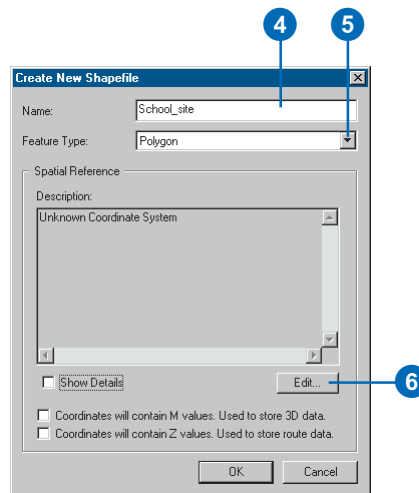 4 5
Create New Shapefile
Name: School_site
Feature Type: Polygon
Spatial Reference
Description:
Unknown Coordinate System
Show Details Edit... 6
Coordinates will contain M values. Used to store 3D data.
Coordinates will contain Z values. Used to store route data.
OK Cancel